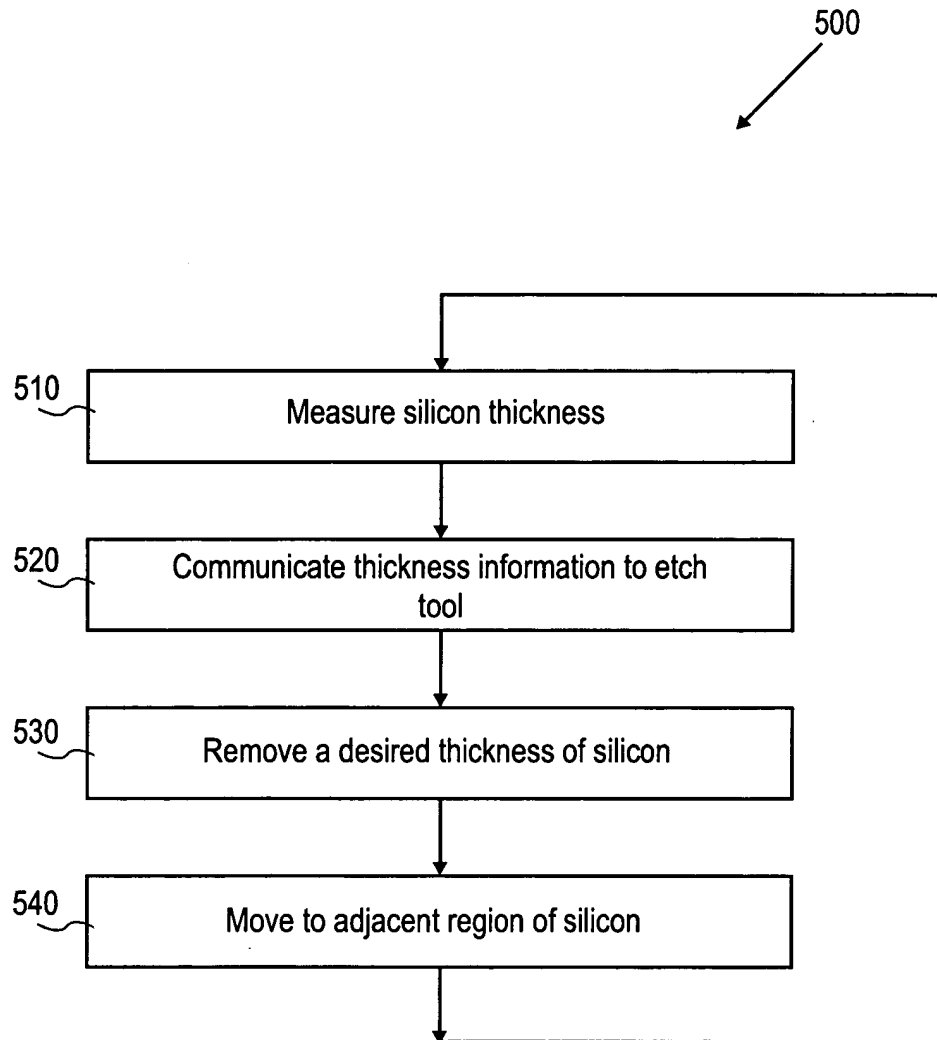 500
510
Measure silicon thickness
520
Communicate thickness information to etch
tool
530
Remove a desired thickness of silicon
540
Move to adjacent region of silicon